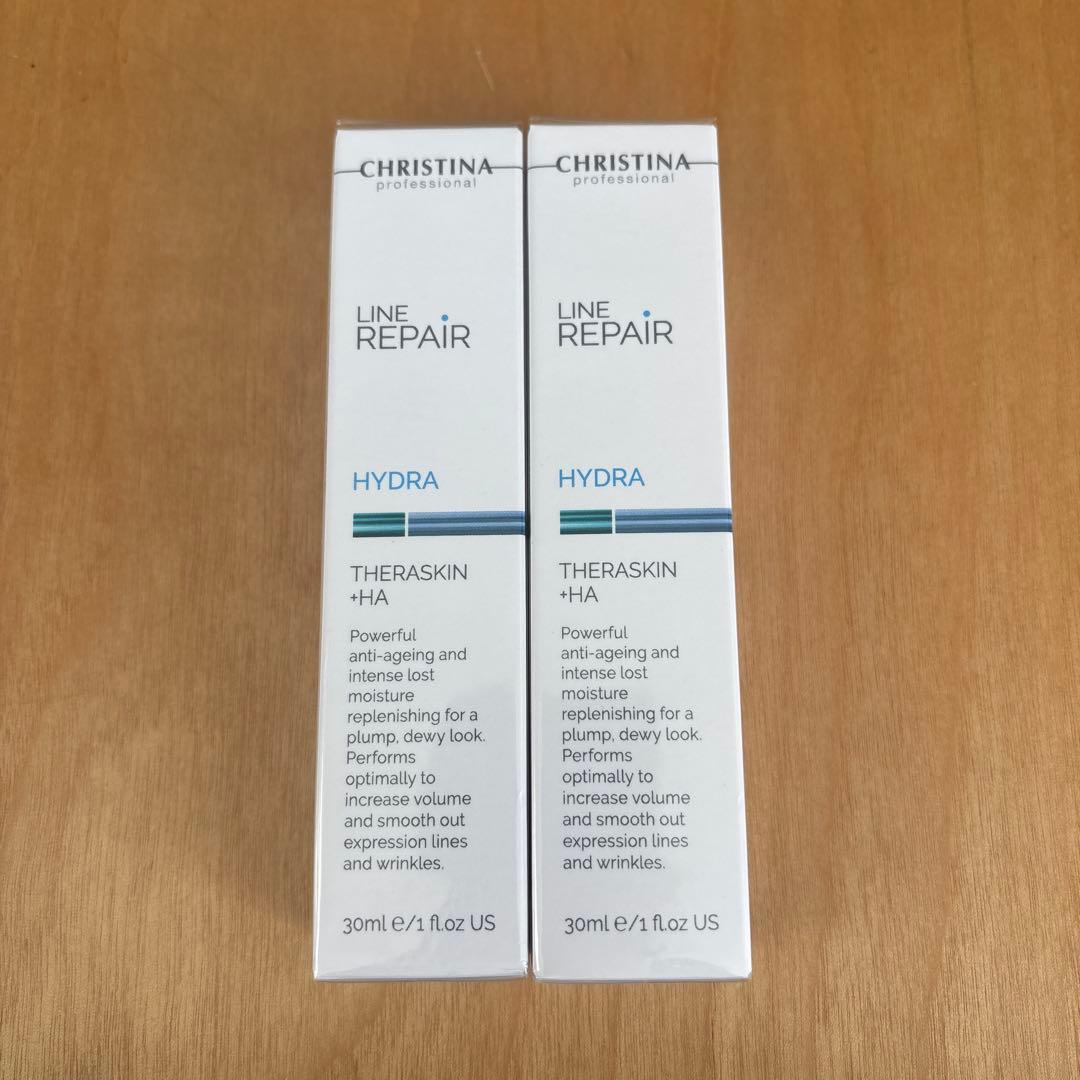 CHRISTINA
professional
LINE
REPAIR
HYDRA
THERASKIN
+HA
Powerful
anti-ageing and
intense lost
moisture
replenishing for a
plump, dewy look.
Performs
optimally to
increase volume
and smooth out
expression lines
and wrinkles.
30ml ℮/1 fl.oz US
CHRISTINA
professional
LINE
REPAIR
HYDRA
THERASKIN
+HA
Powerful
anti-ageing and
intense lost
moisture
replenishing for a
plump, dewy look.
Performs
optimally to
increase volume
and smooth out
expression lines
and wrinkles.
30ml ℮/1 fl.oz US